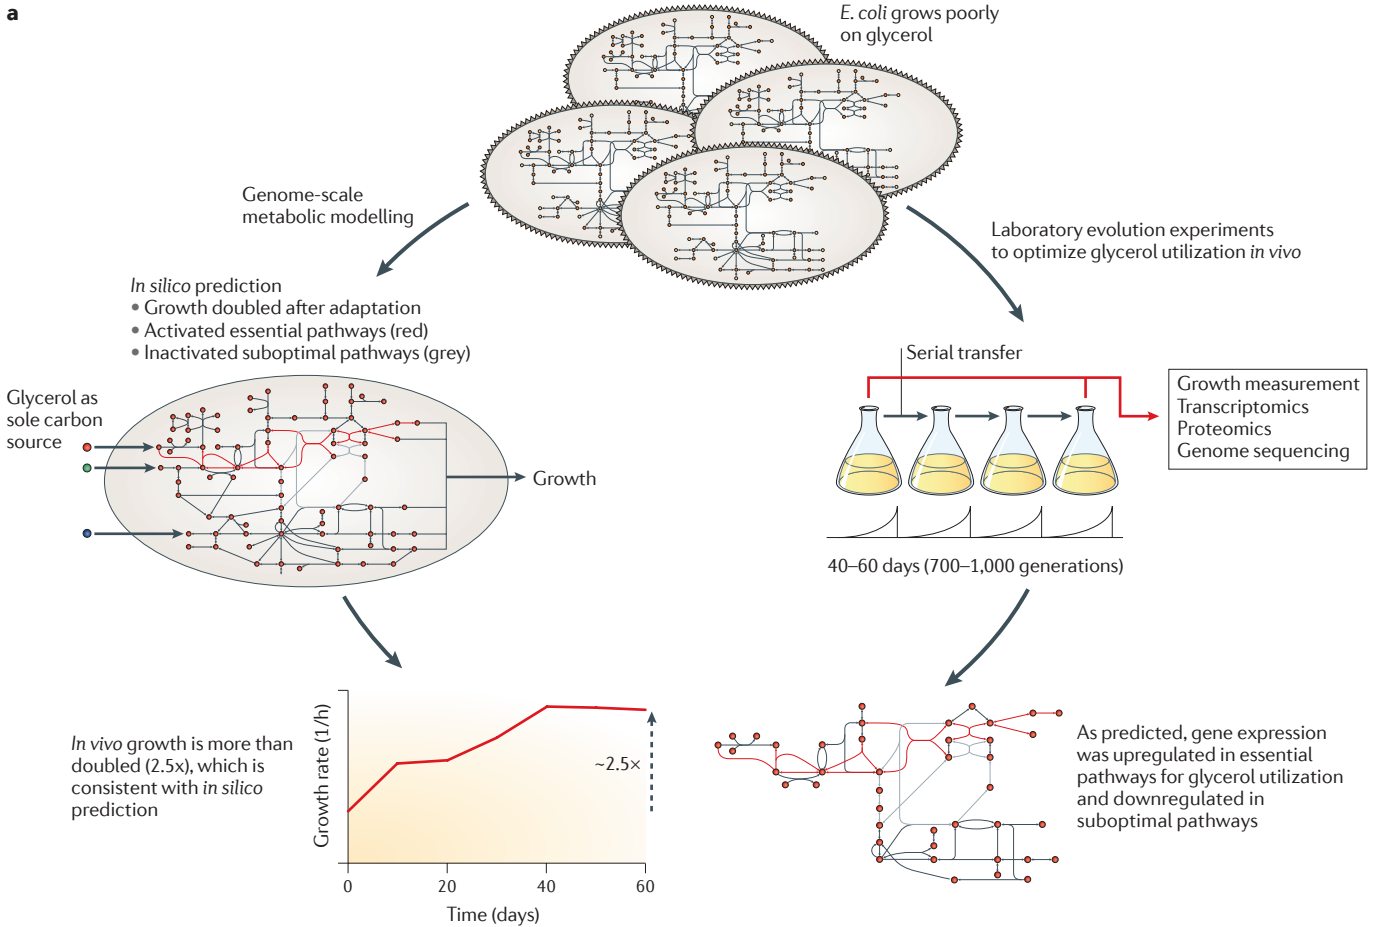 a
E. coli grows poorly
on glycerol
Genome-scale
metabolic modelling
Laboratory evolution experiments
to optimize glycerol utilization in vivo
In silico prediction
• Growth doubled after adaptation
• Activated essential pathways (red)
• Inactivated suboptimal pathways (grey)
Glycerol as
sole carbon
source
Growth
Serial transfer
Growth measurement
Transcriptomics
Proteomics
Genome sequencing
40–60 days (700–1,000 generations)
In vivo growth is more than
doubled (2.5x), which is
consistent with in silico
prediction
Growth rate (1/h)
~2.5×
0
20
40
60
Time (days)
As predicted, gene expression
was upregulated in essential
pathways for glycerol utilization
and downregulated in
suboptimal pathways